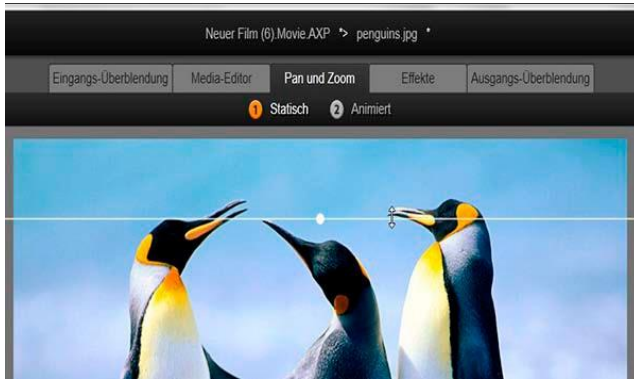 Neuer Film (6).Movie.AXP *> penguins.jpg *
Eingangs-Überblendung Media-Editor Pan und Zoom Effekte Ausgangs-Überblendung
1 Statisch 2 Animiert